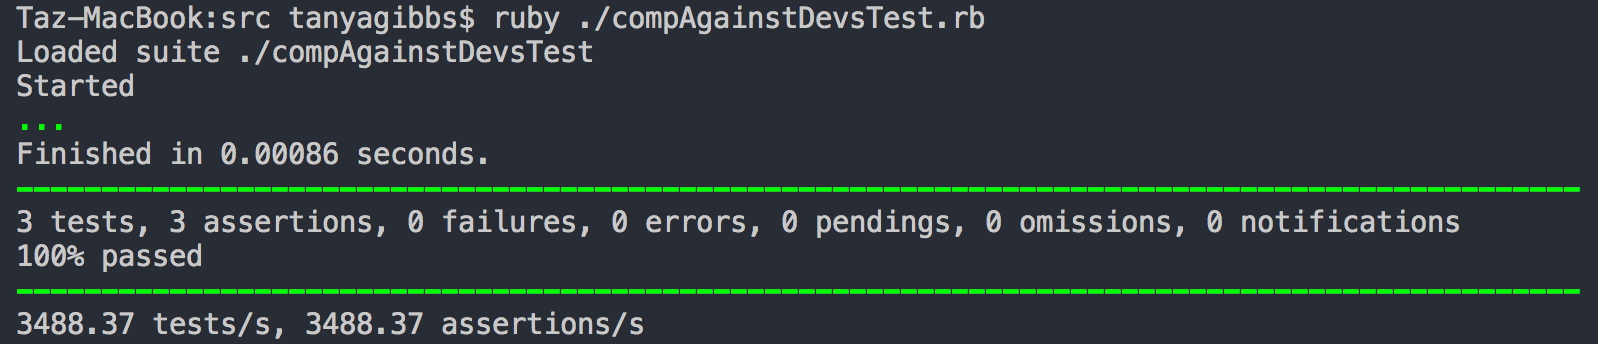 Taz-MacBook:src tanyagibbs$ ruby ./compAgainstDevsTest.rb
Loaded suite ./compAgainstDevsTest
Started
...
Finished in 0.00086 seconds.
--------------------------------------------------------------------------------------------
3 tests, 3 assertions, 0 failures, 0 errors, 0 pendings, 0 omissions, 0 notifications
100% passed
--------------------------------------------------------------------------------------------
3488.37 tests/s, 3488.37 assertions/s